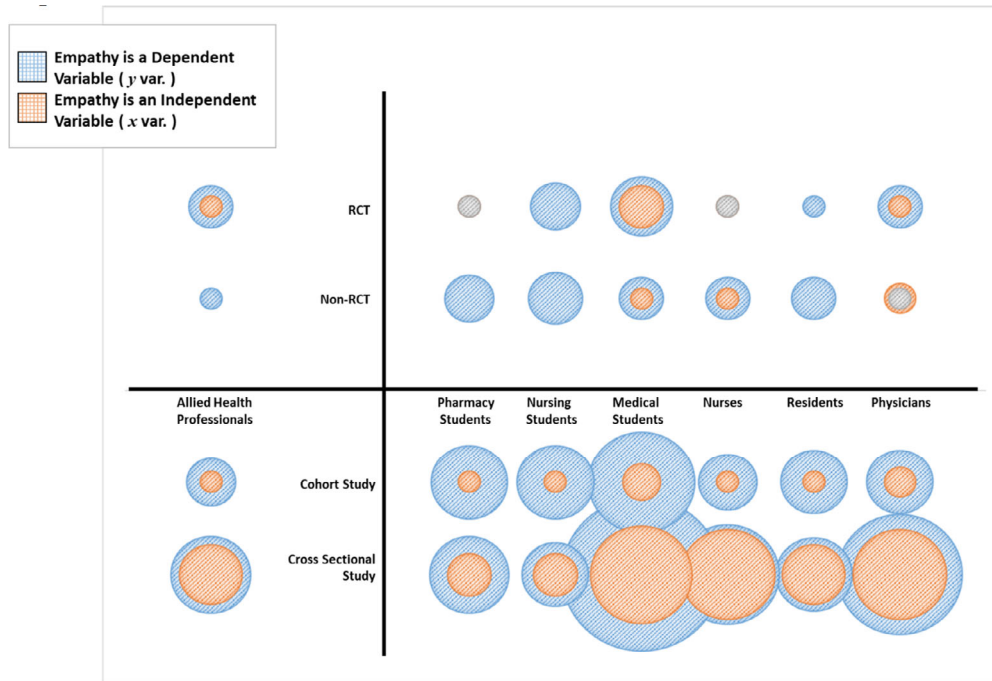 Empathy is a Dependent
Variable ( y var. )
Empathy is an Independent
Variable ( x var. )
RCT
Non-RCT
Allied Health
Professionals
Pharmacy
Students
Nursing
Students
Medical
Students
Nurses
Residents
Physicians
Cohort Study
Cross Sectional
Study